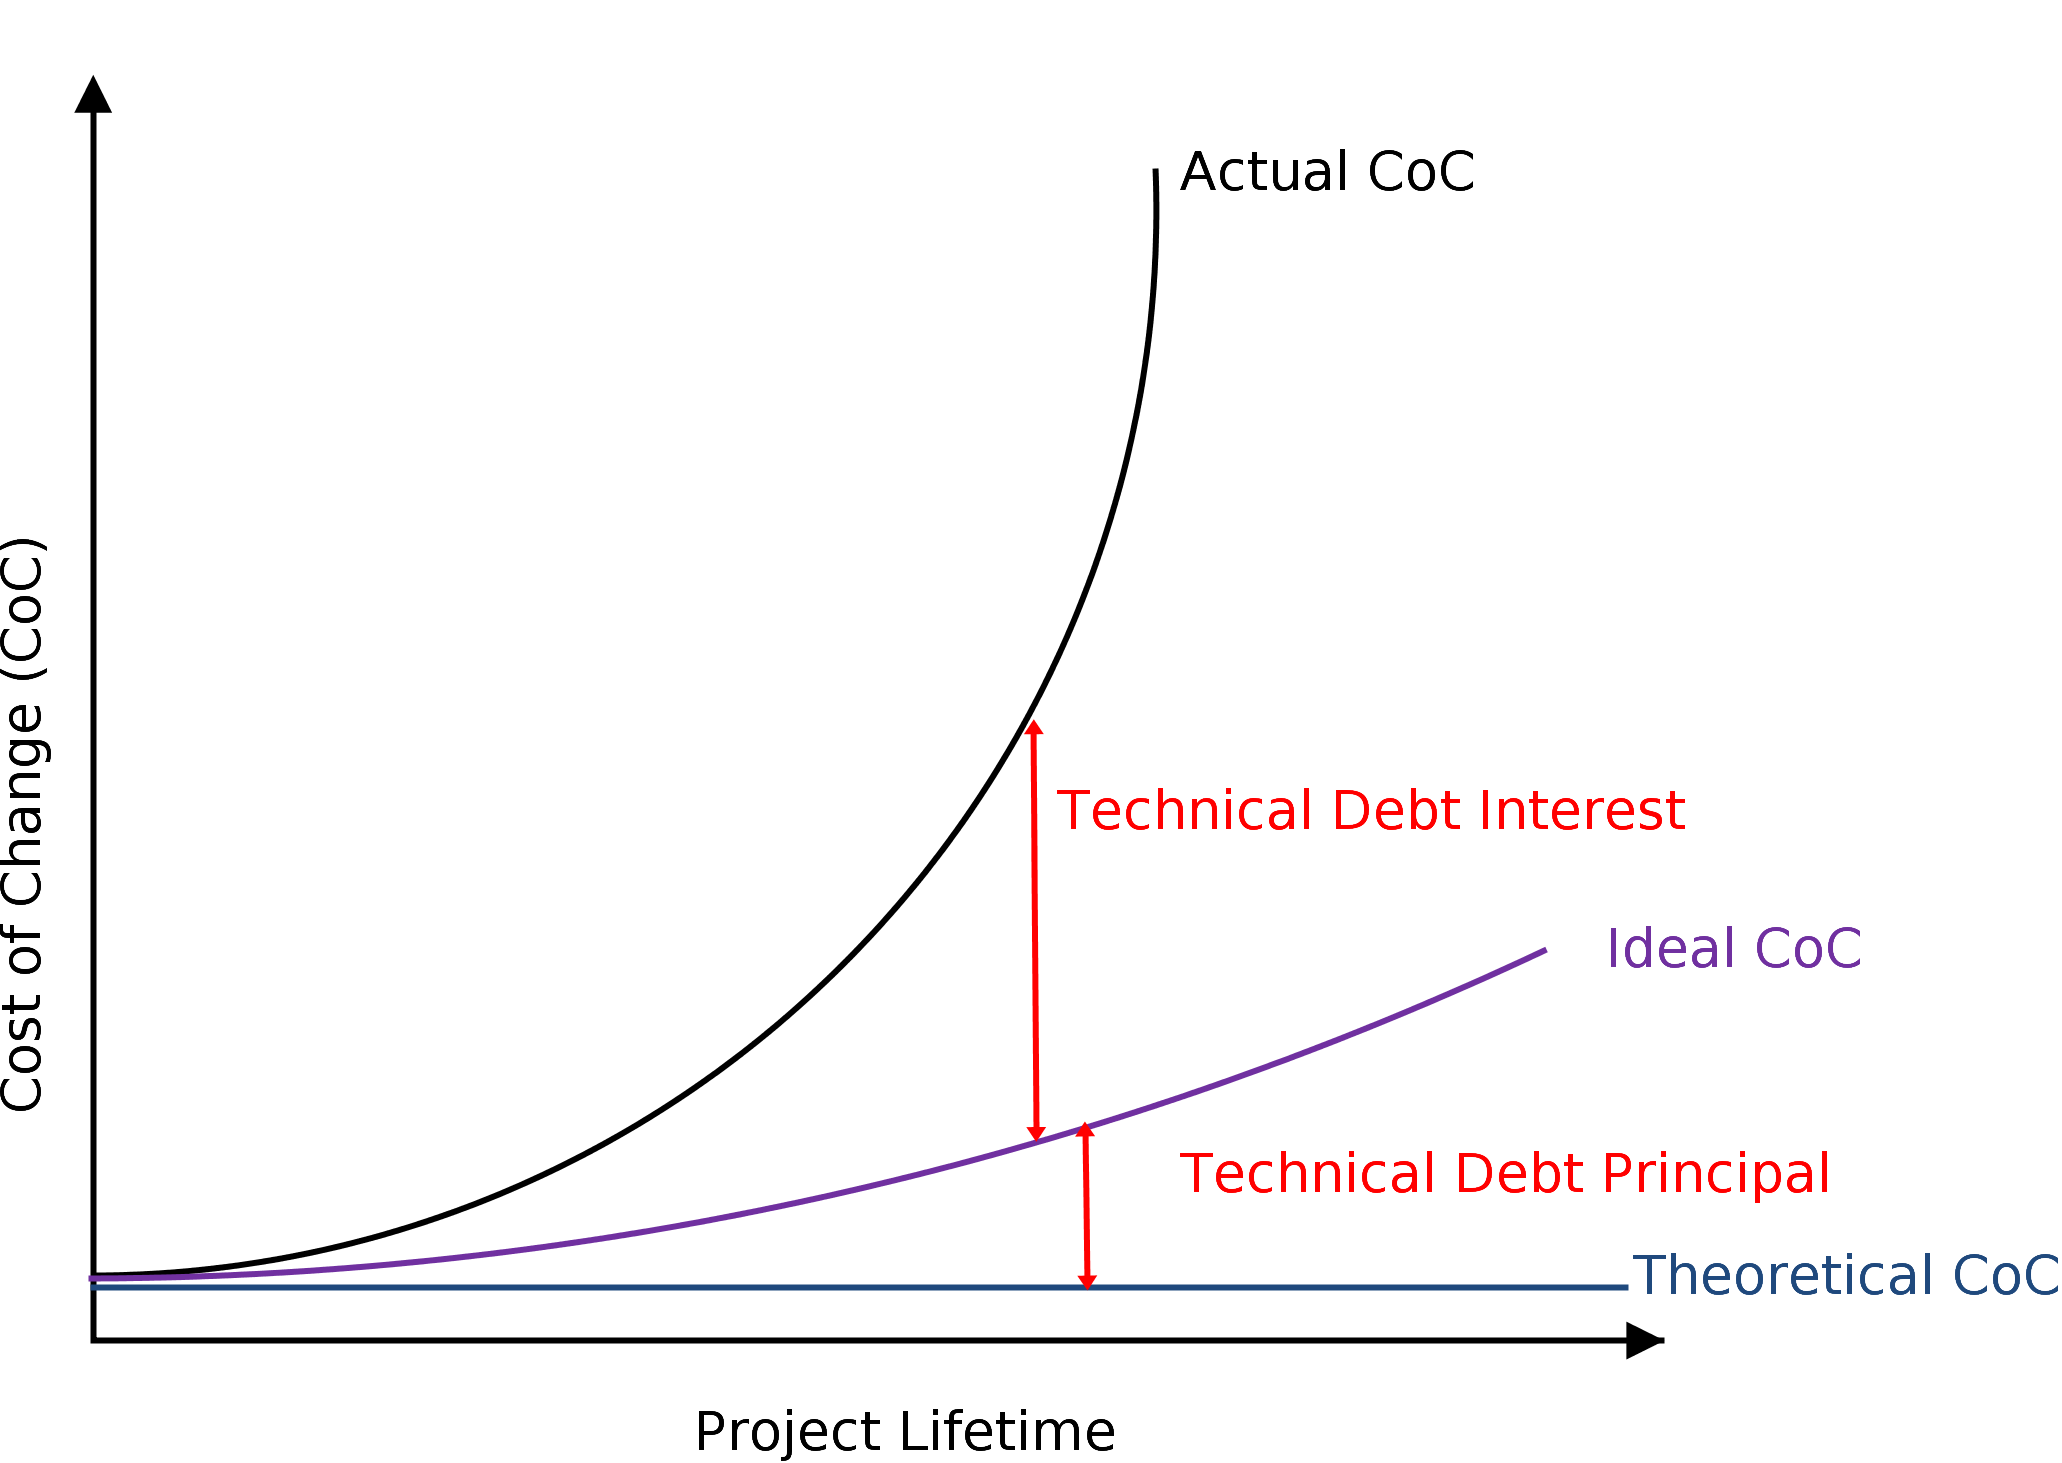 Actual CoC
Cost of Change (CoC)
Technical Debt Interest
Ideal CoC
Technical Debt Principal
Theoretical CoC
Project Lifetime